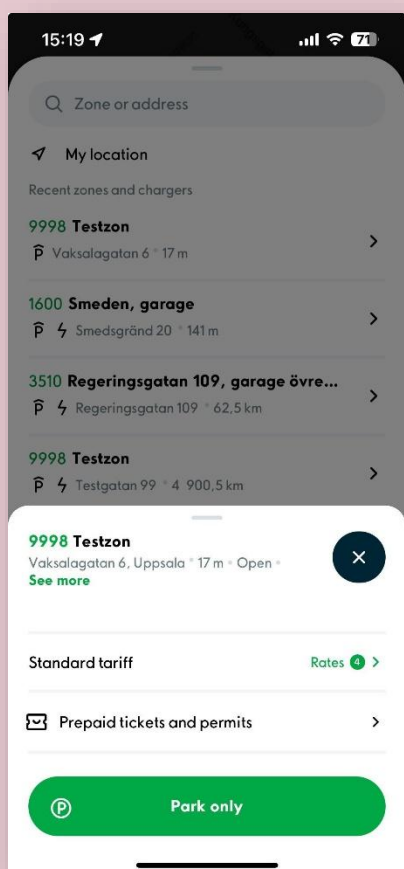 15:19
71
Zone or address
My location
Recent zones and chargers
9998 Testzon
P Vaksalagatan 6 • 17 m
1600 Smeden, garage
P Smedsgränd 20 • 141 m
3510 Regeringsgatan 109, garage övre...
P Regeringsgatan 109 • 62,5 km
9998 Testzon
P Testgatan 99 • 4 900,5 km
9998 Testzon
Vaksalagatan 6, Uppsala • 17 m • Open •
See more
Standard tariff
Rates 4
Prepaid tickets and permits
P Park only